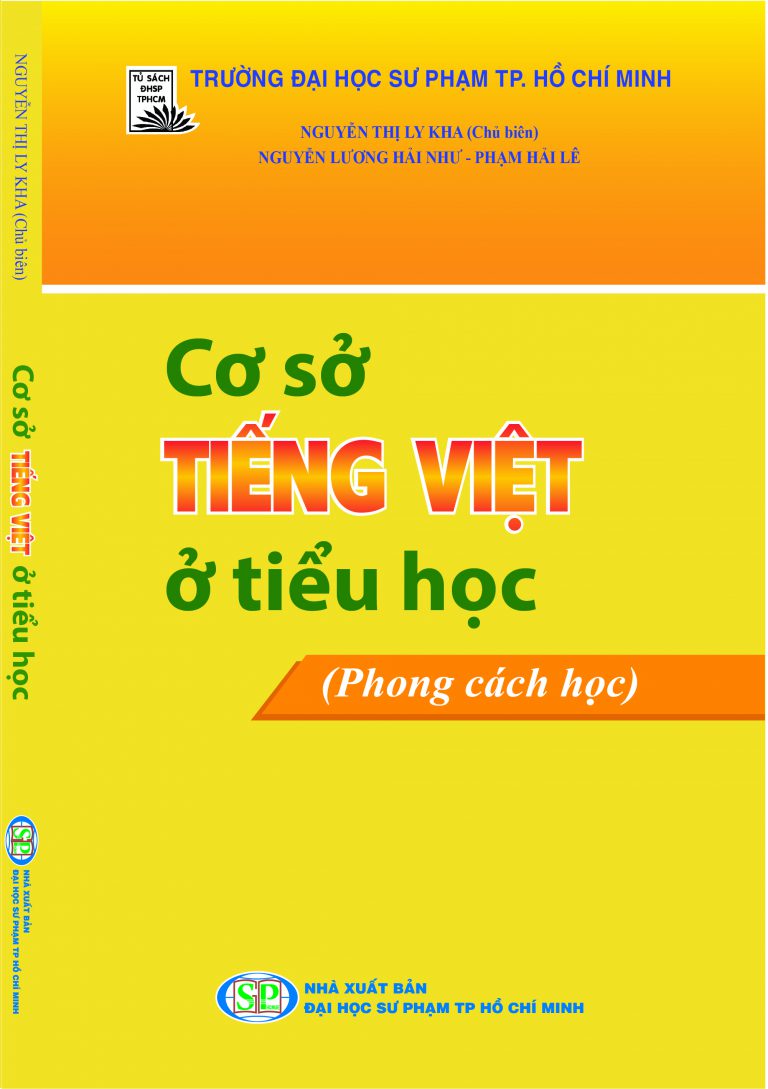 NGUYỄN THỊ LY KHA (Chủ biên)
Cơ sở TIẾNG VIỆT ở tiểu học
SP
NHÀ XUẤT BẢN
ĐẠI HỌC SƯ PHẠM TP HỒ CHÍ MINH
TỦ SÁCH
ĐHSP
TPHCM
TRƯỜNG ĐẠI HỌC SƯ PHẠM TP. HỒ CHÍ MINH
NGUYỄN THỊ LY KHA (Chủ biên)
NGUYỄN LƯƠNG HẢI NHƯ - PHẠM HẢI LÊ
Cơ sở
TIẾNG VIỆT
ở tiểu học
(Phong cách học)
SP
NHÀ XUẤT BẢN
ĐẠI HỌC SƯ PHẠM TP HỒ CHÍ MINH